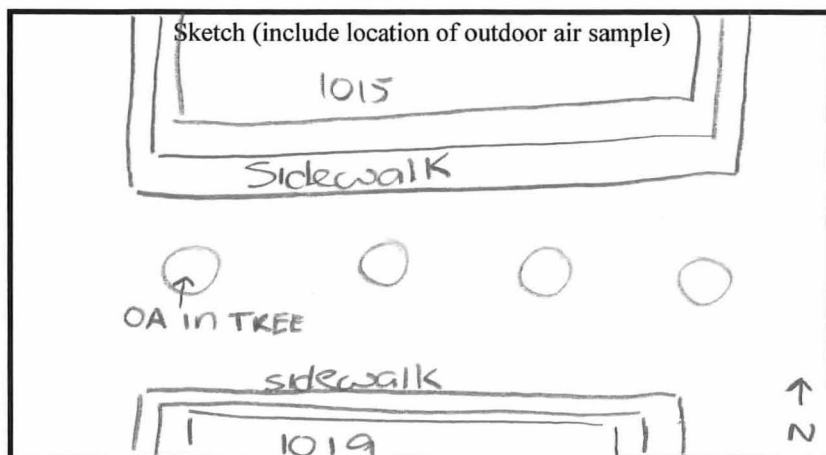 Sketch (include location of outdoor air sample)
1015
Sidewalk
OA in TREE
sidewalk
N
1019